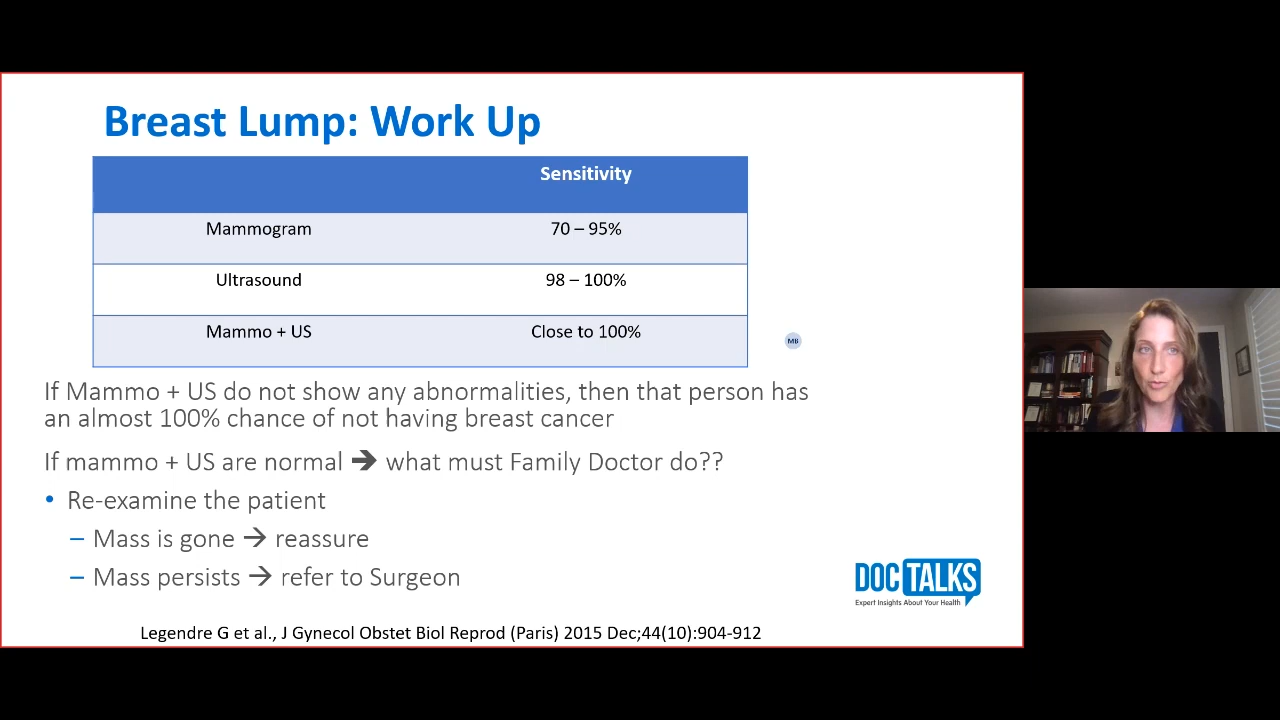 Breast Lump: Work Up
Sensitivity
Mammogram 70 – 95%
Ultrasound 98 – 100%
Mammo + US Close to 100%
MB
If Mammo + US do not show any abnormalities, then that person has
an almost 100% chance of not having breast cancer
If mammo + US are normal ➔ what must Family Doctor do??
• Re-examine the patient
– Mass is gone → reassure
– Mass persists → refer to Surgeon
DOCTALKS
Expert Insights About Your Health
Legendre G et al., J Gynecol Obstet Biol Reprod (Paris) 2015 Dec;44(10):904-912